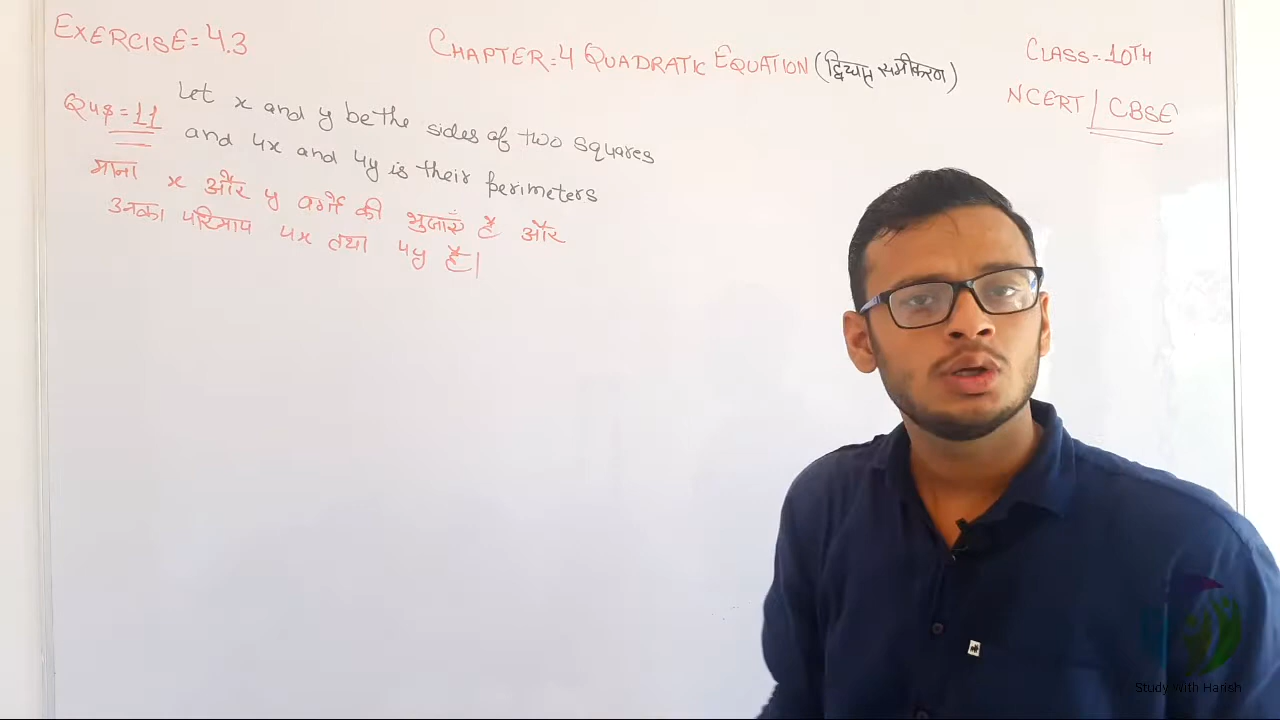 EXERCISE=4.3
CHAPTER:4 QUADRATIC EQUATION (द्विघात समीकरण)
CLASS=10TH
NCERT / CBSE
Que=11 Let x and y be the sides of two squares
and 4x and 4y is their perimeters
माना x और y वर्गों की भुजाएँ है और
उनका परिमाप 4x तथा 4y है।
Study With Harish